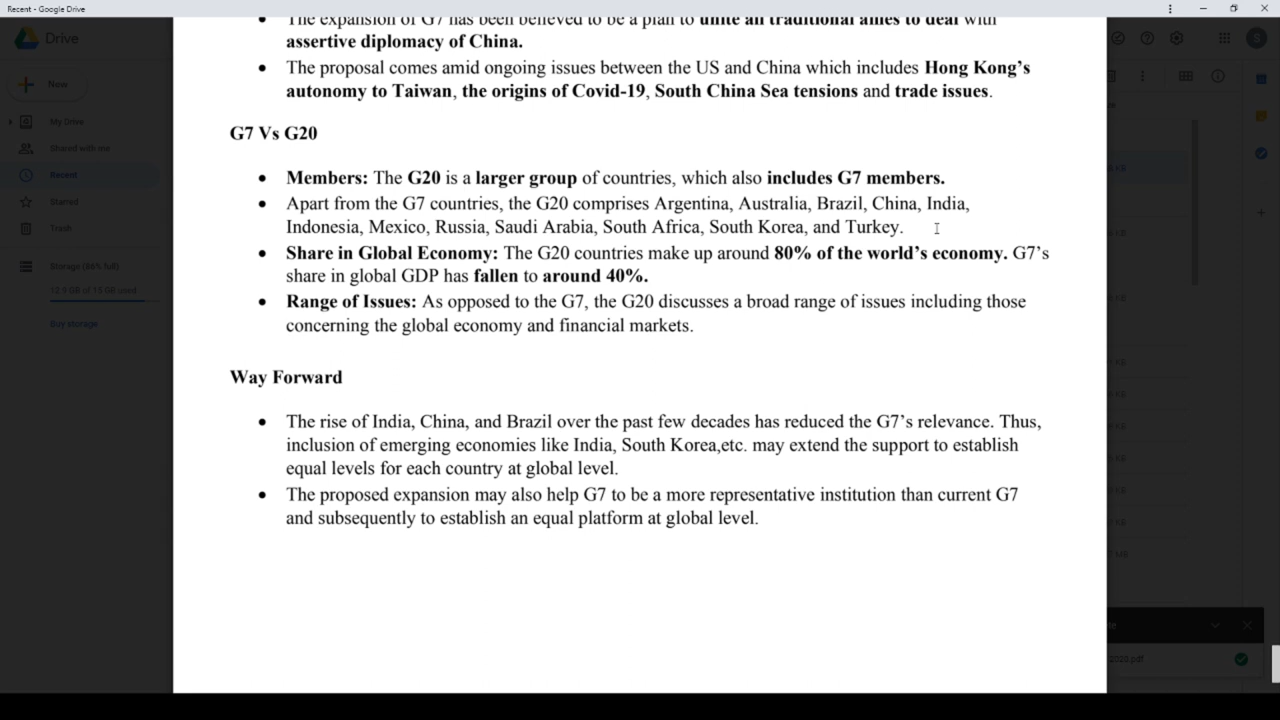 Recent - Google Drive
The expansion of G7 has been believed to be a plan to unite all traditional allies to deal with
assertive diplomacy of China.
The proposal comes amid ongoing issues between the US and China which includes Hong Kong's
autonomy to Taiwan, the origins of Covid-19, South China Sea tensions and trade issues.
G7 Vs G20
Members: The G20 is a larger group of countries, which also includes G7 members.
Apart from the G7 countries, the G20 comprises Argentina, Australia, Brazil, China, India,
Indonesia, Mexico, Russia, Saudi Arabia, South Africa, South Korea, and Turkey.
Share in Global Economy: The G20 countries make up around 80% of the world's economy. G7's
share in global GDP has fallen to around 40%.
Range of Issues: As opposed to the G7, the G20 discusses a broad range of issues including those
concerning the global economy and financial markets.
Way Forward
The rise of India, China, and Brazil over the past few decades has reduced the G7's relevance. Thus,
inclusion of emerging economies like India, South Korea,etc. may extend the support to establish
equal levels for each country at global level.
The proposed expansion may also help G7 to be a more representative institution than current G7
and subsequently to establish an equal platform at global level.
Drive
New
My Drive
Shared with me
Recent
Starred
Trash
Storage (86% full)
12.9 GB of 15 GB used
Buy storage
S
2020.pdf